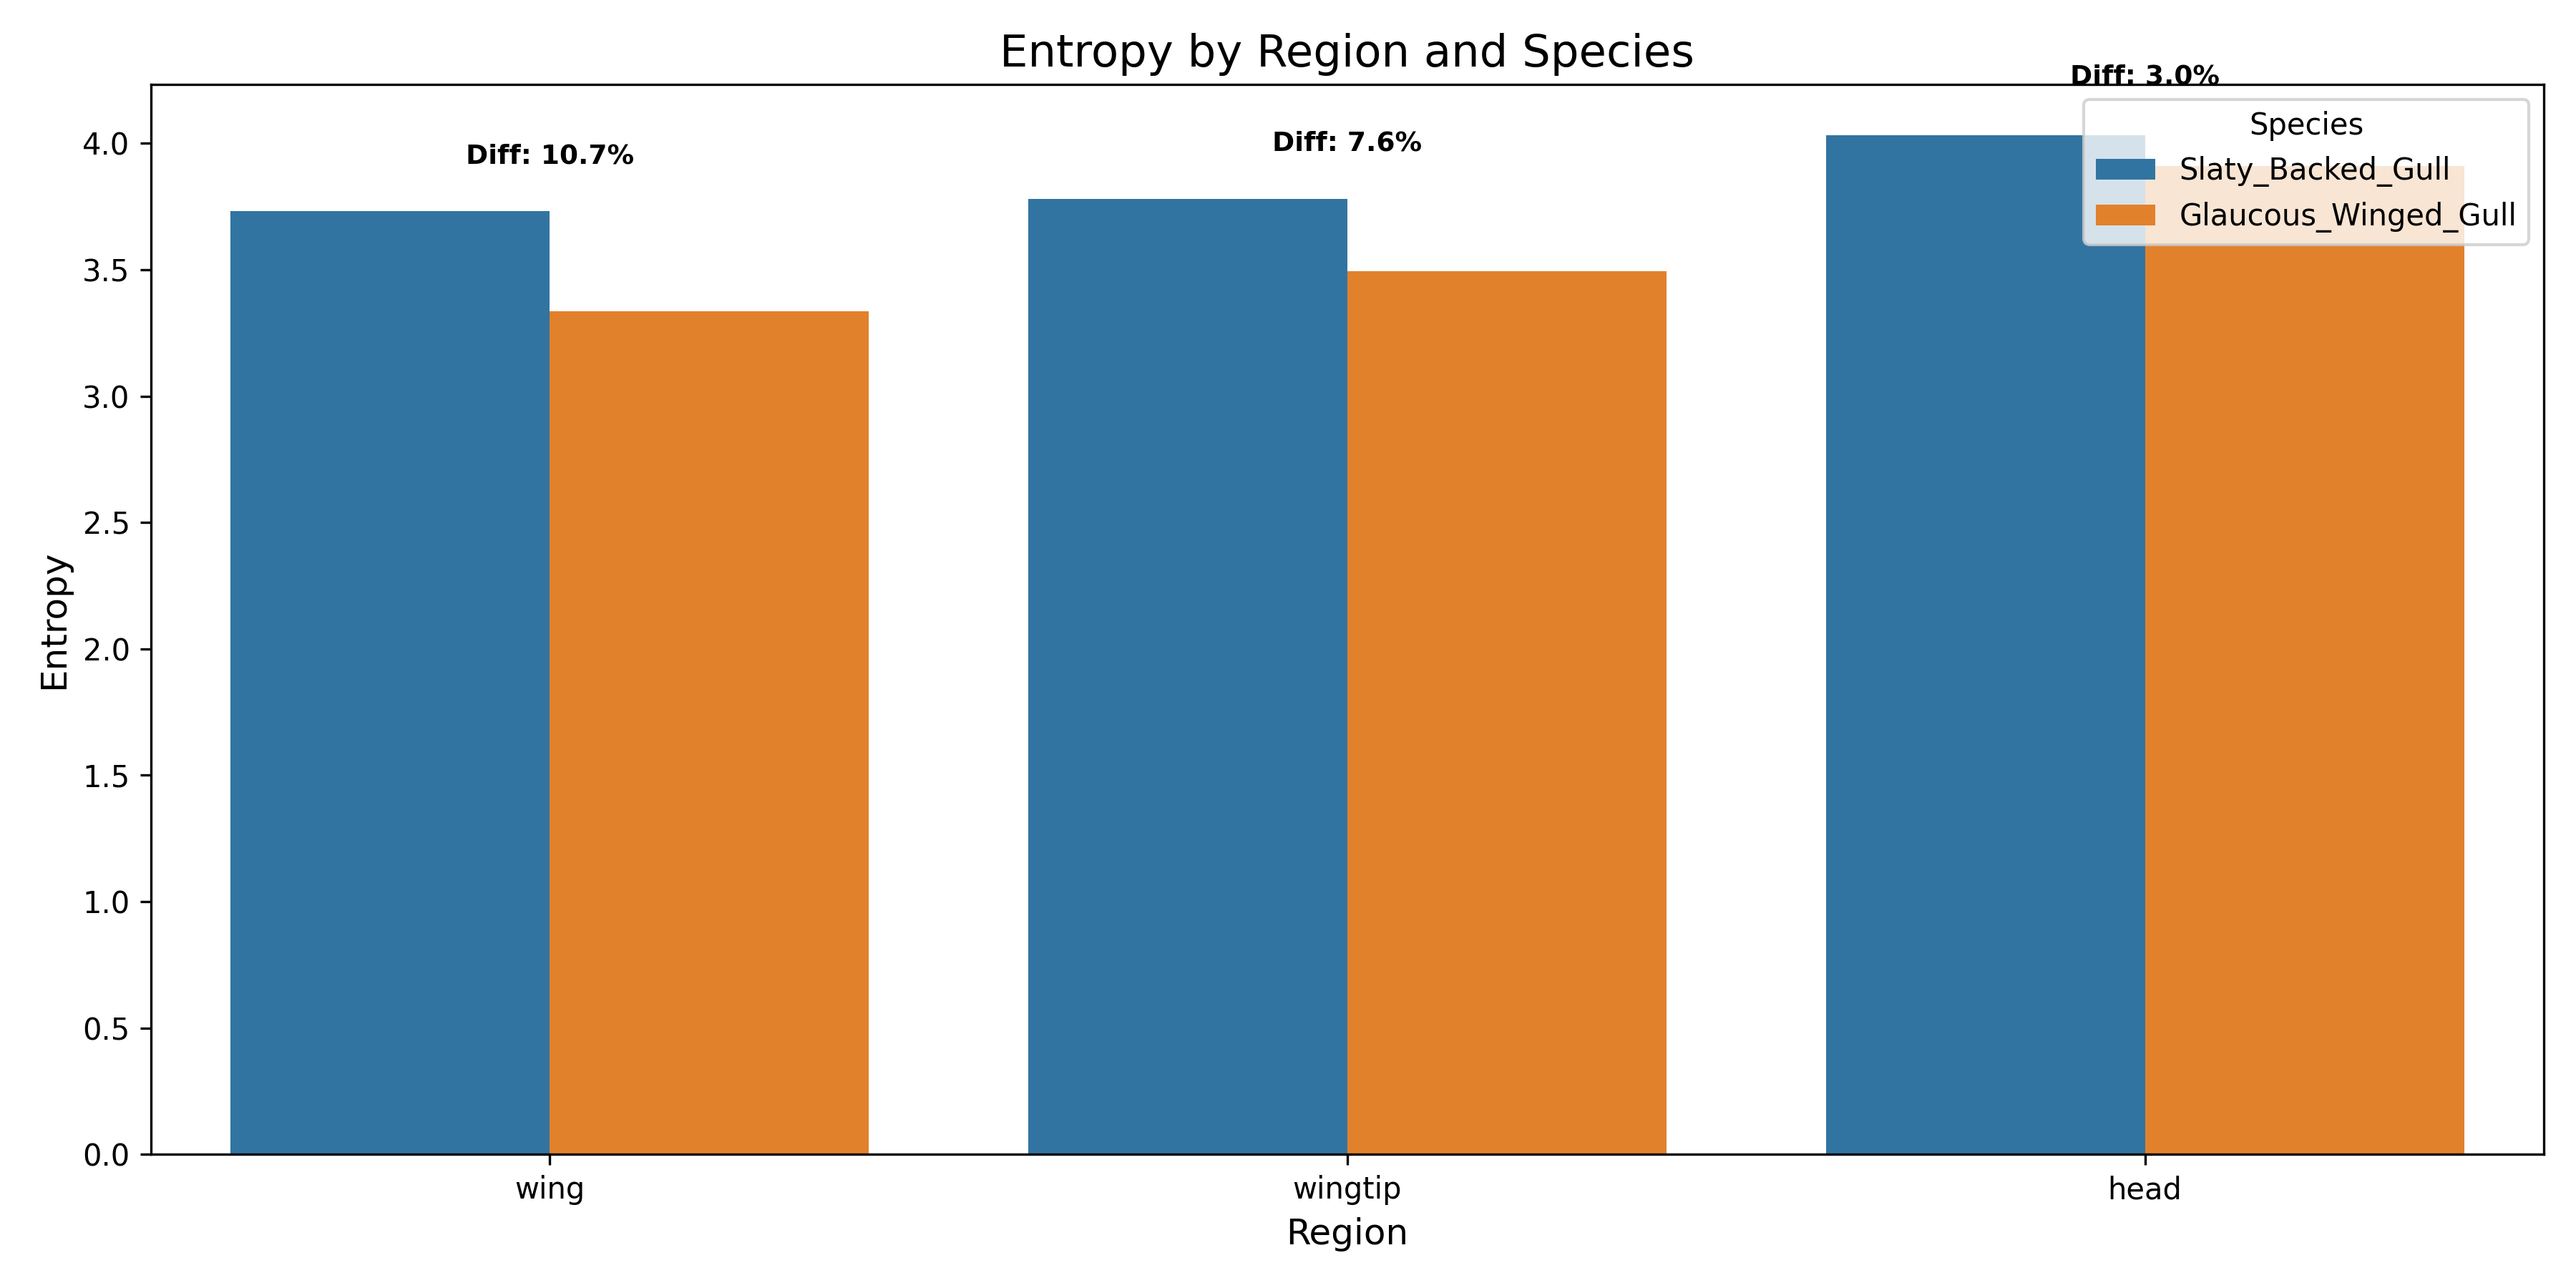 Entropy by Region and Species
Diff: 10.7%
Diff: 7.6%
Diff: 3.0%
Species
Slaty_Backed_Gull
Glaucous_Winged_Gull
Entropy
4.0
3.5
3.0
2.5
2.0
1.5
1.0
0.5
0.0
wing
wingtip
head
Region